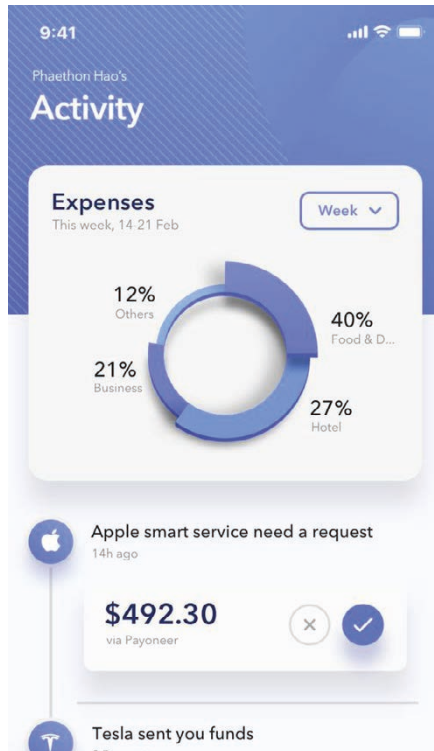 9:41
Phaethon Hao's
Activity
Expenses
Week
This week, 14-21 Feb
12%
Others
40%
Food & D...
21%
Business
27%
Hotel
Apple smart service need a request
14h ago
$492.30
via Payoneer
Tesla sent you funds